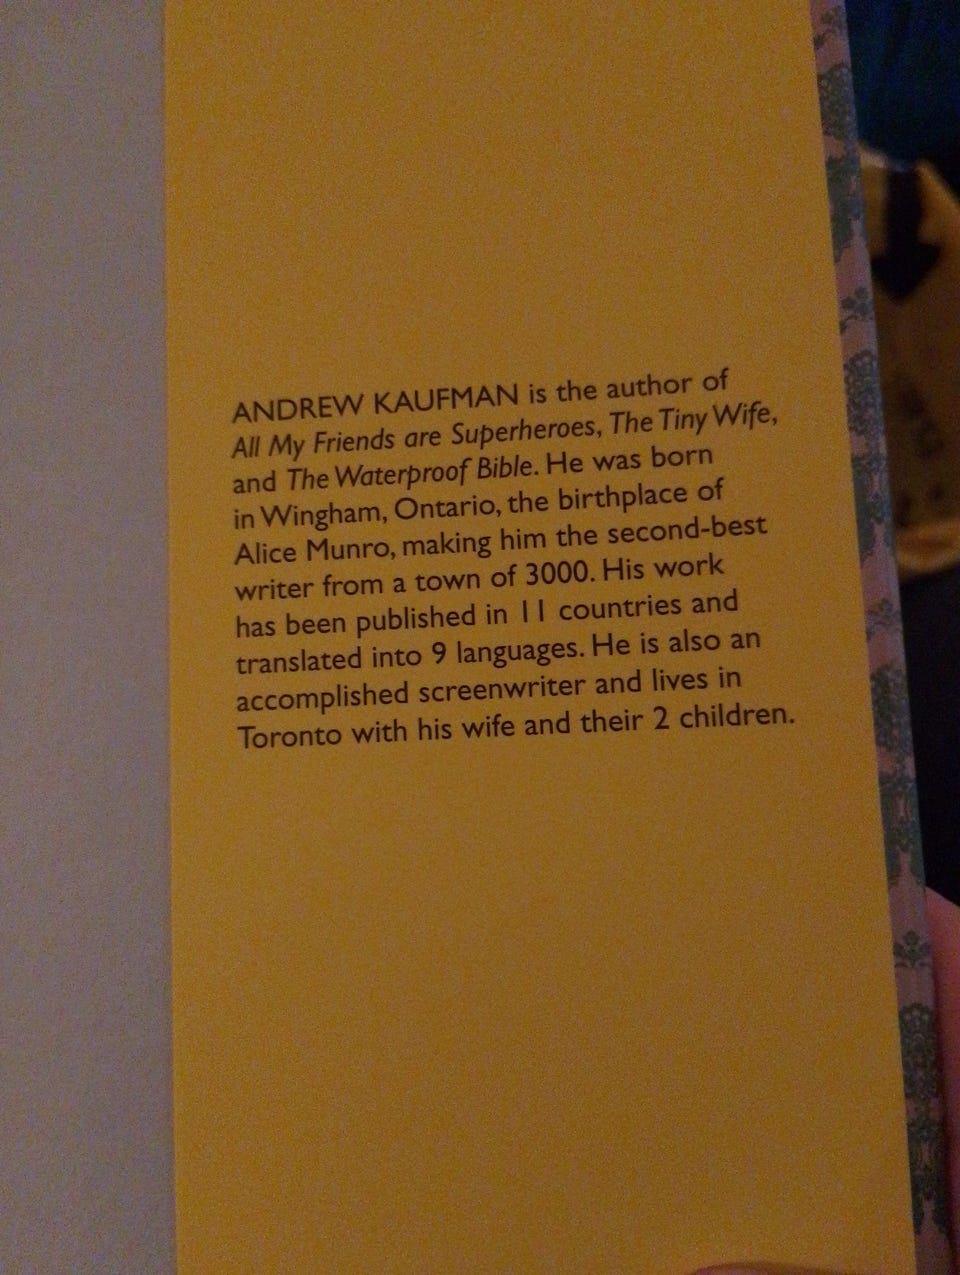 ANDREW KAUFMAN is the author of
All My Friends are Superheroes, The Tiny Wife,
and The Waterproof Bible. He was born
in Wingham, Ontario, the birthplace of
Alice Munro, making him the second-best
writer from a town of 3000. His work
has been published in 11 countries and
translated into 9 languages. He is also an
accomplished screenwriter and lives in
Toronto with his wife and their 2 children.